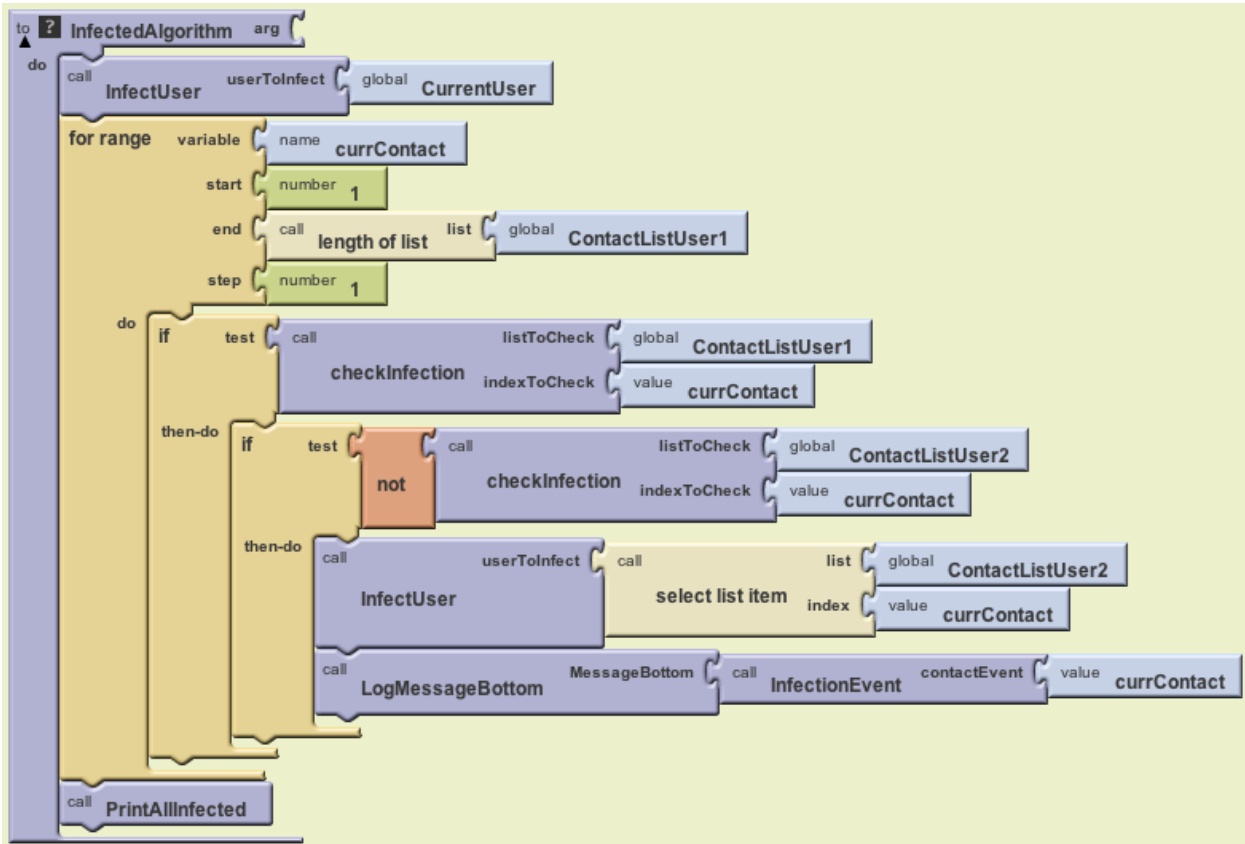 to ? InfectedAlgorithm arg
do
call InfectUser userToInfect global CurrentUser
for range variable name currContact
start number 1
end call length of list list global ContactListUser1
step number 1
do
if test call checkInfection listToCheck global ContactListUser1
indexToCheck value currContact
then-do
if test not call checkInfection listToCheck global ContactListUser2
indexToCheck value currContact
then-do
call InfectUser userToInfect call select list item list global ContactListUser2
index value currContact
call LogMessageBottom MessageBottom call InfectionEvent contactEvent value currContact
call PrintAllInfected